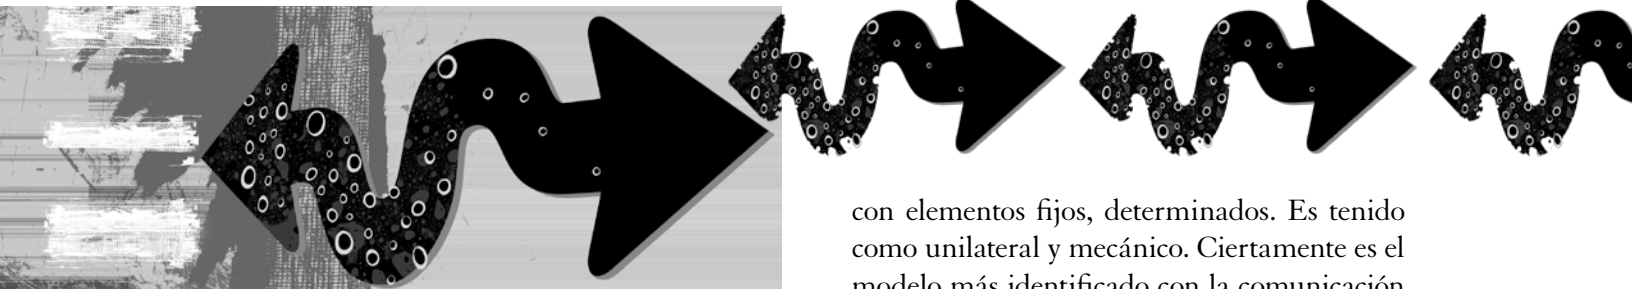 con elementos fijos, determinados. Es tenido
como unilateral y mecánico. Ciertamente es el
modelo más identificado con la comunicación